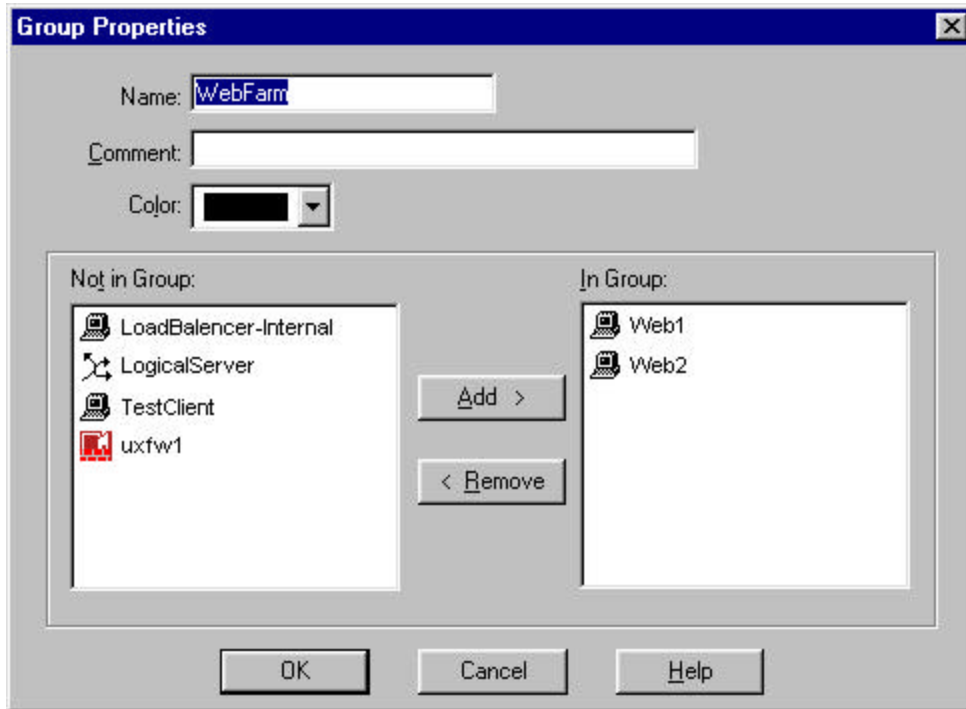 Group Properties
Name: WebFarm
Comment:
Color:
Not in Group:
LoadBalencer-Internal
LogicalServer
TestClient
uxfw1
Add >
< Remove
In Group:
Web1
Web2
OK Cancel Help